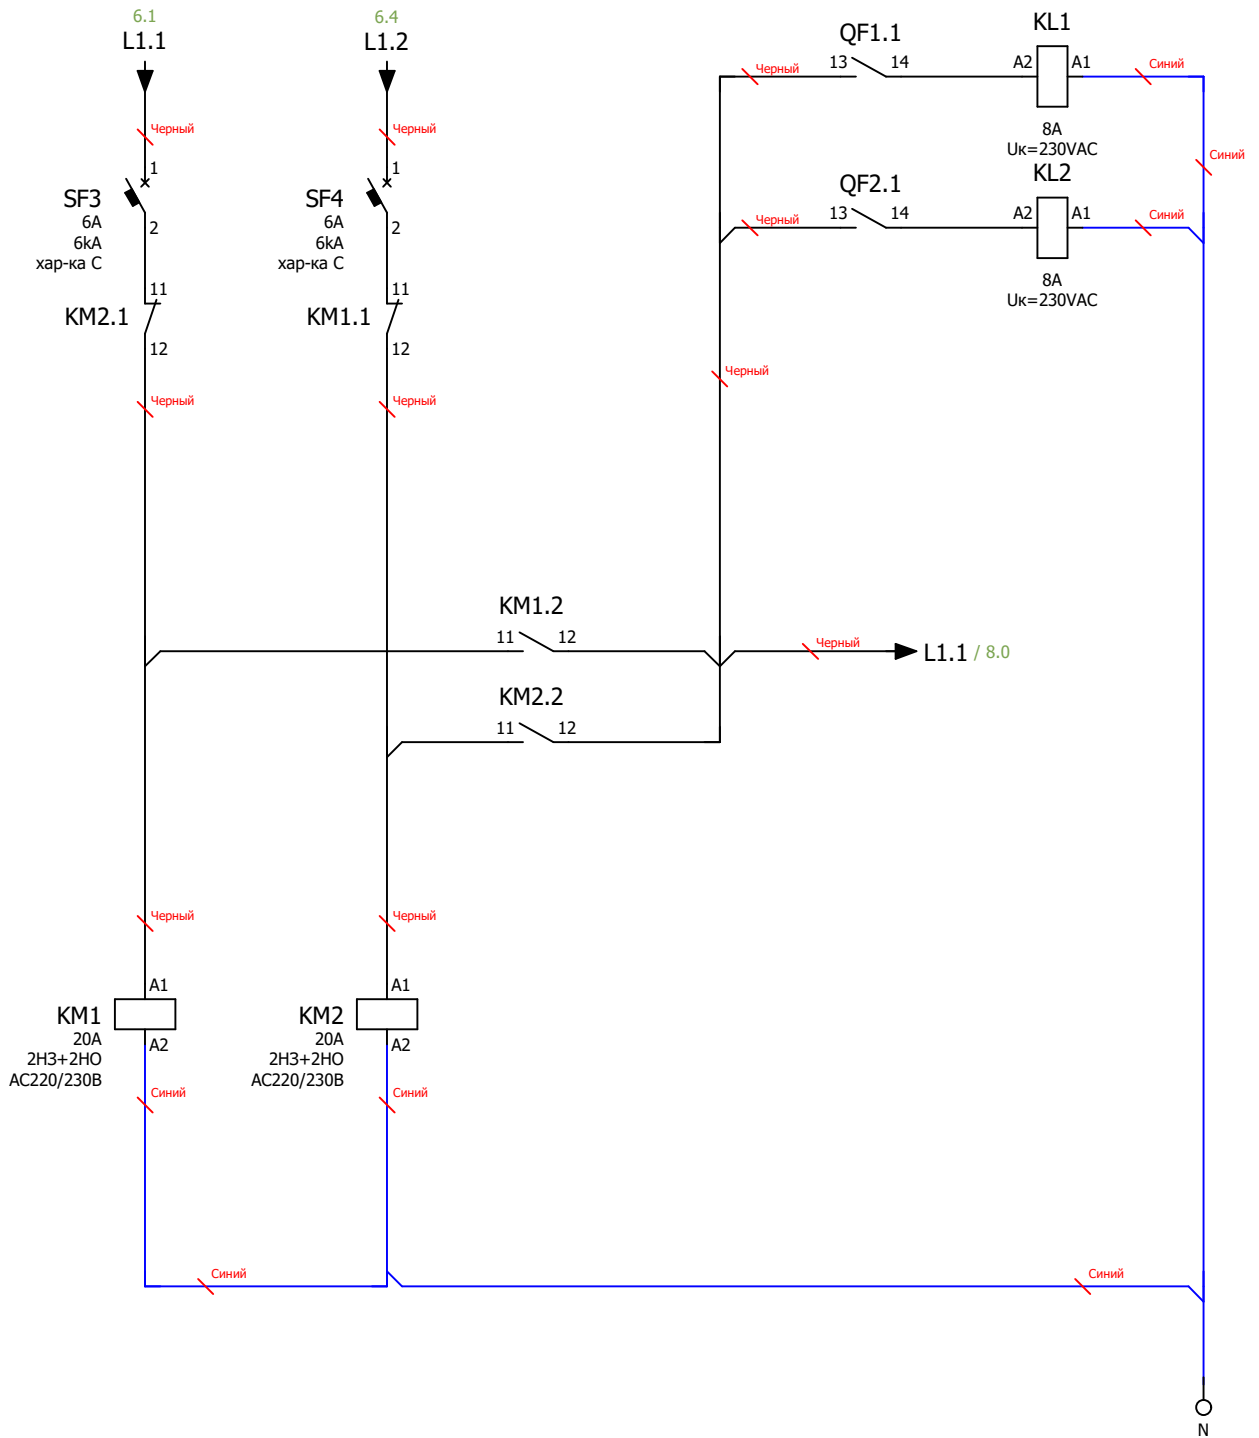 6.1
L1.1
6.4
L1.2
QF1.1
KL1
13
14
A2
A1
Черный
Синий
8A
Uк=230VAC
Черный
Черный
Синий
1
SF3
6A
6kA
хар-ка C
2
1
SF4
6A
6kA
хар-ка C
2
QF2.1
KL2
13
14
A2
A1
Черный
Синий
8A
Uк=230VAC
11
KM2.1
12
11
KM1.1
12
Черный
Черный
Черный
KM1.2
11
12
Черный
L1.1 / 8.0
KM2.2
11
12
Черный
Черный
A1
KM1
20A
2НЗ+2НО
AC220/230В
A2
A1
KM2
20A
2НЗ+2НО
AC220/230В
A2
Синий
Синий
Синий
Синий
N